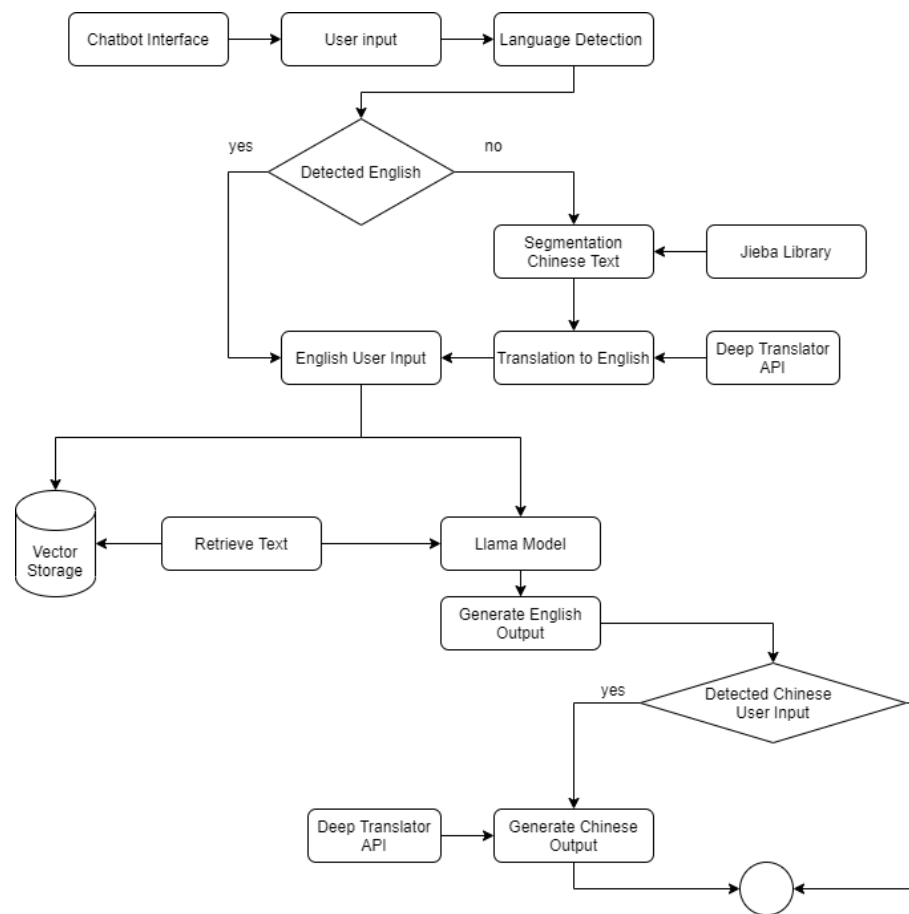 Chatbot Interface
User input
Language Detection
yes
no
Detected English
Segmentation
Chinese Text
Jieba Library
English User Input
Translation to English
Deep Translator
API
Vector
Storage
Retrieve Text
Llama Model
Generate English
Output
yes
Detected Chinese
User Input
Deep Translator
API
Generate Chinese
Output